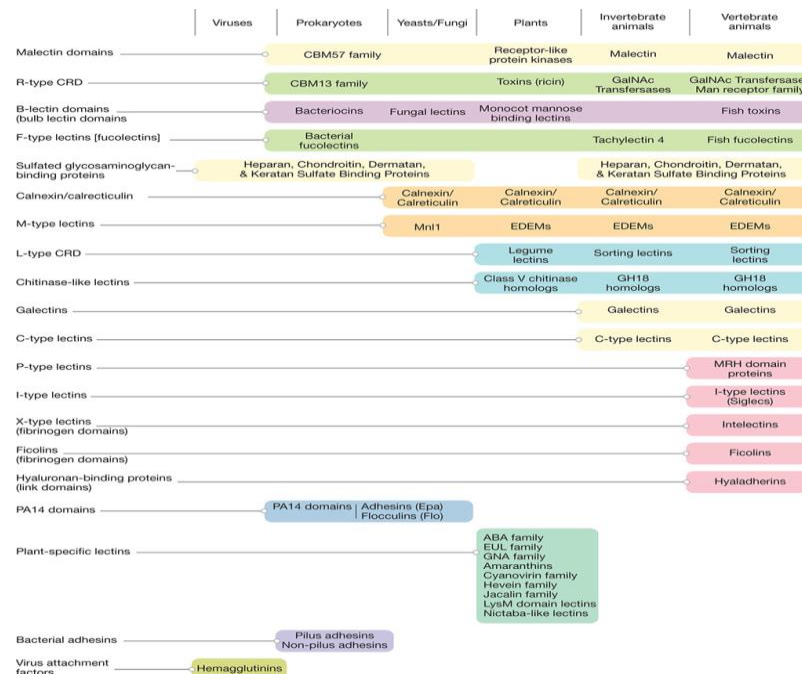 Viruses
Prokaryotes
Yeasts/Fungi
Plants
Invertebrate
animals
Vertebrate
animals
Malectin domains
CBM57 family
Receptor-like
protein kinases
Malectin
Malectin
R-type CRD
CBM13 family
Toxins (ricin)
GalNAc
Transfersases
GalNAc Transfersase
Man receptor family
B-lectin domains
(bulb lectin domains
Bacteriocins
Fungal lectins
Monocot mannose
binding lectins
Fish toxins
F-type lectins [fucolectins]
Bacterial
fucolectins
Tachylectin 4
Fish fucolectins
Sulfated glycosaminoglycan-
binding proteins
Heparan, Chondroitin, Dermatan,
& Keratan Sulfate Binding Proteins
Heparan, Chondroitin, Dermatan,
& Keratan Sulfate Binding Proteins
Calnexin/calrecticulin
Calnexin/
Calreticulin
Calnexin/
Calreticulin
Calnexin/
Calreticulin
Calnexin/
Calreticulin
M-type lectins
Mnl1
EDEMs
EDEMs
EDEMs
L-type CRD
Legume
lectins
Sorting lectins
Sorting
lectins
Chitinase-like lectins
Class V chitinase
homologs
GH18
homologs
GH18
homologs
Galectins
Galectins
Galectins
C-type lectins
C-type lectins
C-type lectins
P-type lectins
MRH domain
proteins
I-type lectins
I-type lectins
(Siglecs)
X-type lectins
(fibrinogen domains)
Intelectins
Ficolins
(fibrinogen domains)
Ficolins
Hyaluronan-binding proteins
(link domains)
Hyaladherins
PA14 domains
PA14 domains
Adhesins (Epa)
Flocculins (Flo)
Plant-specific lectins
ABA family
EUL family
GNA family
Amaranthins
Cyanovirin family
Hevein family
Jacalin family
LysM domain lectins
Nictaba-like lectins
Bacterial adhesins
Pilus adhesins
Non-pilus adhesins
Virus attachment
factors
Hemagglutinins